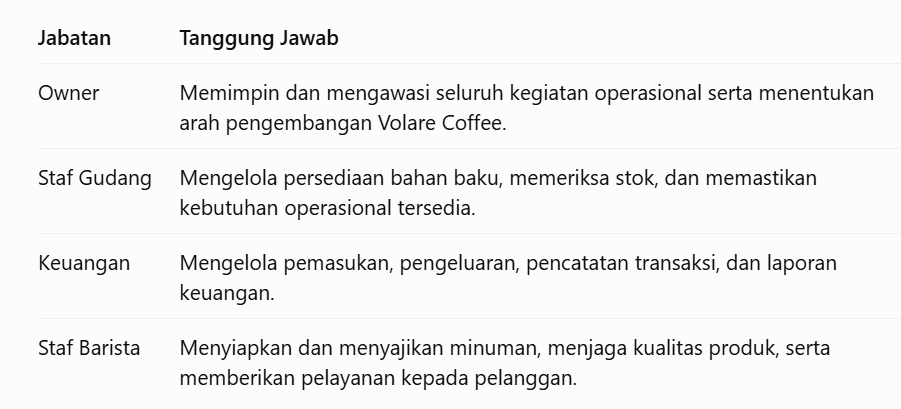 Jabatan Tanggung Jawab
Owner Memimpin dan mengawasi seluruh kegiatan operasional serta menentukan
arah pengembangan Volare Coffee.
Staf Gudang Mengelola persediaan bahan baku, memeriksa stok, dan memastikan
kebutuhan operasional tersedia.
Keuangan Mengelola pemasukan, pengeluaran, pencatatan transaksi, dan laporan
keuangan.
Staf Barista Menyiapkan dan menyajikan minuman, menjaga kualitas produk, serta
memberikan pelayanan kepada pelanggan.